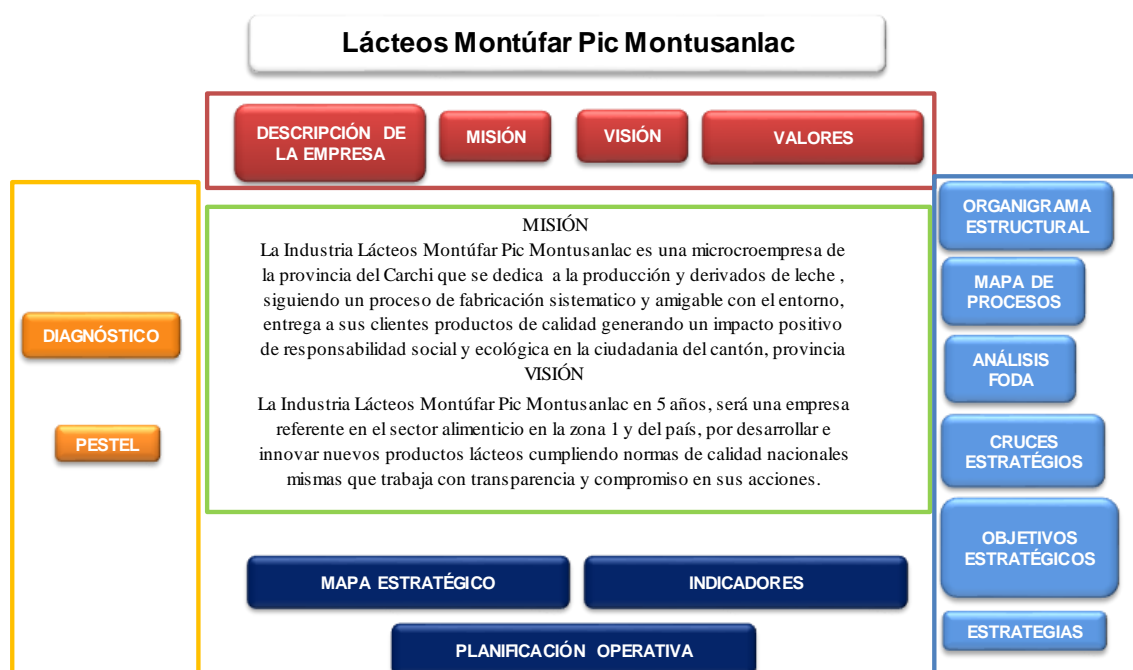 Lácteos Montúfar Pic Montusanlac
DESCRIPCIÓN DE
LA EMPRESA
MISIÓN
VISIÓN
VALORES
DIAGNÓSTICO
PESTEL
MISIÓN
La Industria Lácteos Montúfar Pic Montusanlac es una microcroempresa de
la provincia del Carchi que se dedica a la producción y derivados de leche ,
siguiendo un proceso de fabricación sistematico y amigable con el entorno,
entrega a sus clientes productos de calidad generando un impacto positivo
de responsabilidad social y ecológica en la ciudadania del cantón, provincia
VISIÓN
La Industria Lácteos Montúfar Pic Montusanlac en 5 años, será una empresa
referente en el sector alimenticio en la zona 1 y del país, por desarrollar e
innovar nuevos productos lácteos cumpliendo normas de calidad nacionales
mismas que trabaja con transparencia y compromiso en sus acciones.
ORGANIGRAMA
ESTRUCTURAL
MAPA DE
PROCESOS
ANÁLISIS
FODA
CRUCES
ESTRATÉGIOS
OBJETIVOS
ESTRATÉGICOS
ESTRATEGIAS
MAPA ESTRATÉGICO
INDICADORES
PLANIFICACIÓN OPERATIVA